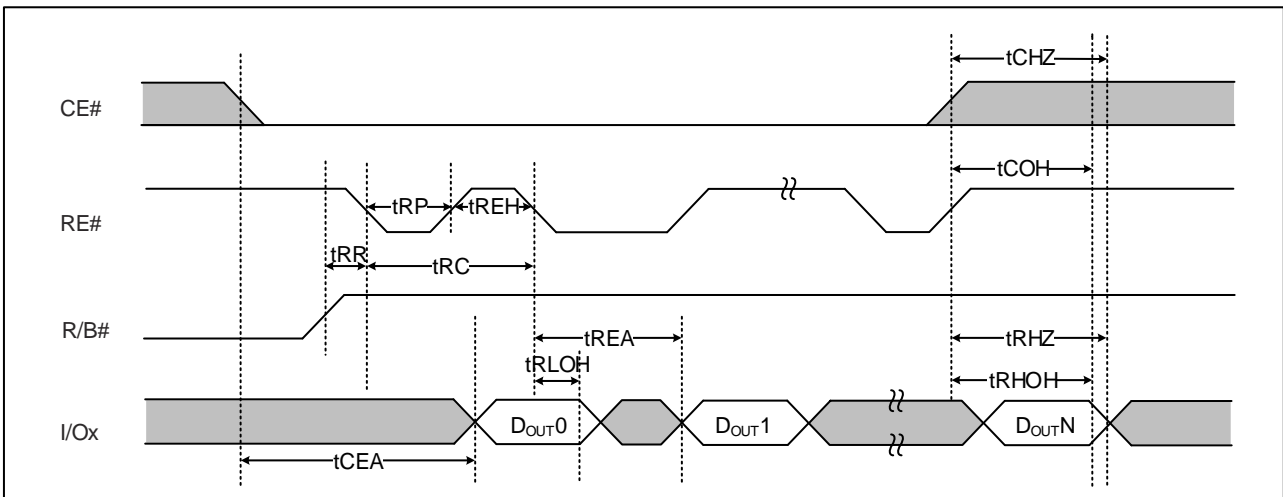 tCHZ
CE#
tCOH
tRP
tREH
RE#
tRR
tRC
R/B#
tREA
tRHZ
tRLOH
tRHOH
I/Ox
DOUT0
DOUT1
DOUTN
tCEA